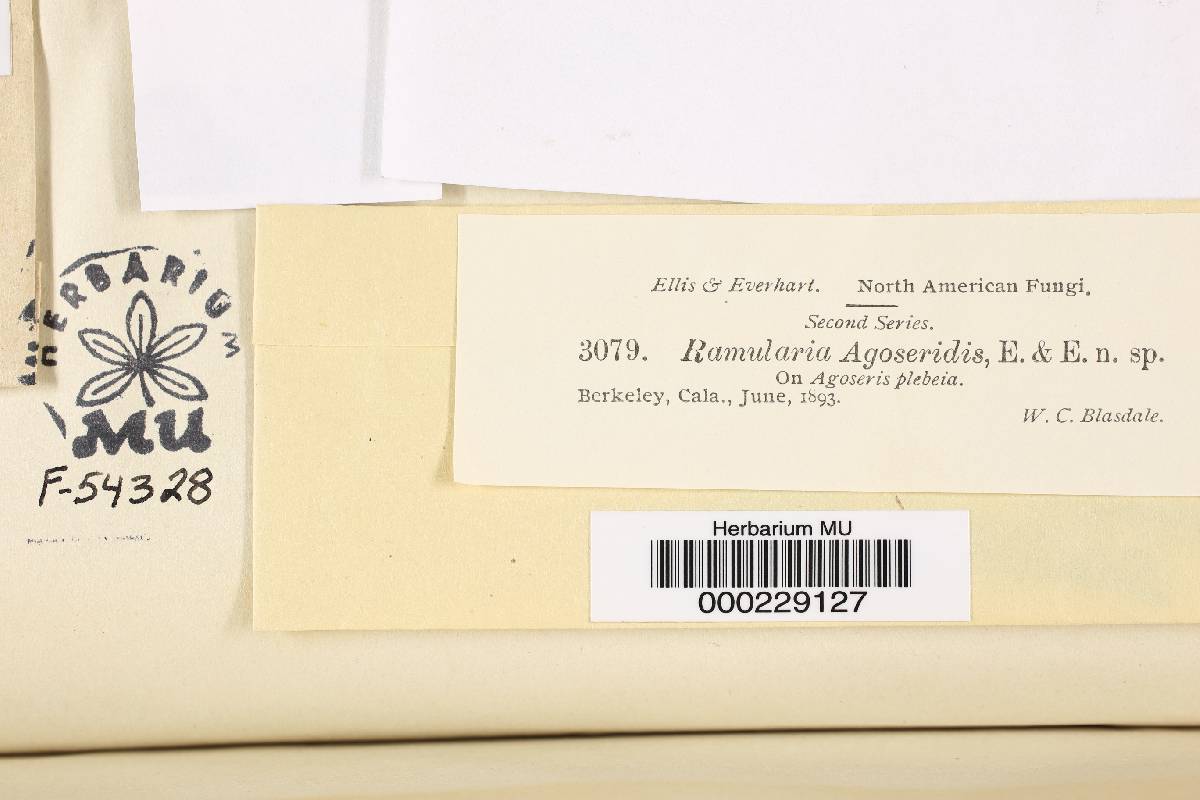 HERBARIUM
MU
F-54328
Ellis & Everhart. North American Fungi.
Second Series.
3079. Ramularia Agoseridis, E. & E. n. sp.
On Agoseris plebeia.
Berkeley, Cala., June, 1893.
W. C. Blasdale.
Herbarium MU
000229127